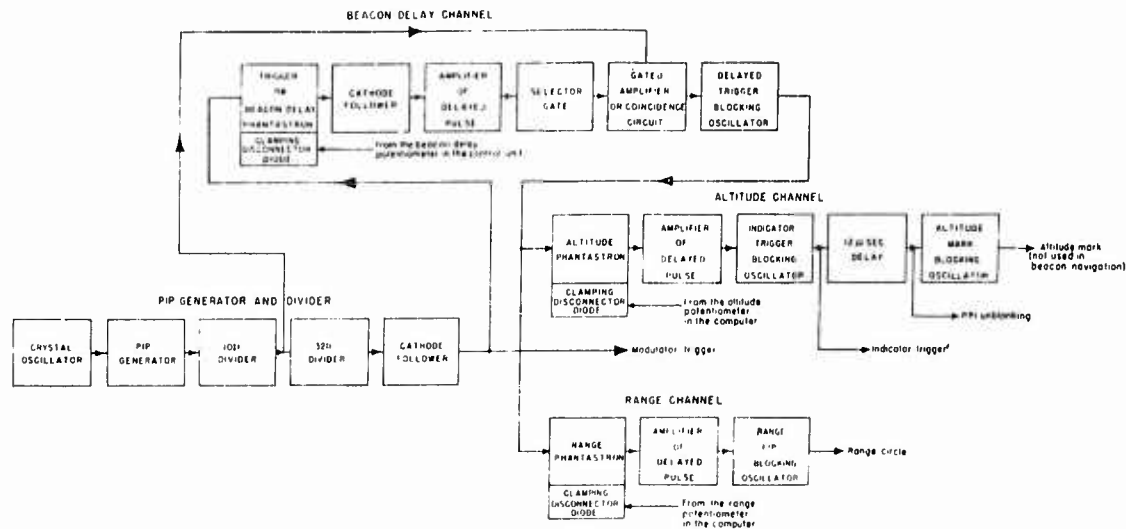 BEACON DELAY CHANNEL
TRIGGER
BEACON DELAY
PHANTASTRON
CLAMPING
DISCONNECTOR
DIODE
CATHODE
FOLLOWER
AMPLIFIER
OF
DELAYED
PULSE
SELECTOR
GATE
GATED
AMPLIFIER
OR COINCIDENCE
CIRCUIT
DELAYED
TRIGGER
BLOCKING
OSCILLATOR
From the beacon delay
potentiometer in the control unit
ALTITUDE CHANNEL
ALTITUDE
PHANTASTRON
CLAMPING
DISCONNECTOR
DIODE
AMPLIFIER
OF
DELAYED
PULSE
INDICATOR
TRIGGER
BLOCKING
OSCILLATOR
SEC
DELAY
ALTITUDE
MARK
BLOCKING
OSCILLATOR
Altitude mark
(not used in
beacon navigation)
From the altitude
potentiometer
in the computer
PPI unblanking
Indicator trigger
PIP GENERATOR AND DIVIDER
CRYSTAL
OSCILLATOR
PIP
GENERATOR
DIVIDER
DIVIDER
CATHODE
FOLLOWER
Modulator trigger
RANGE CHANNEL
RANGE
PHANTASTRON
CLAMPING
DISCONNECTOR
DIODE
AMPLIFIER
OF
DELAYED
PULSE
RANGE
PIP
BLOCKING
OSCILLATOR
Range circle
From the range
potentiometer
in the computer